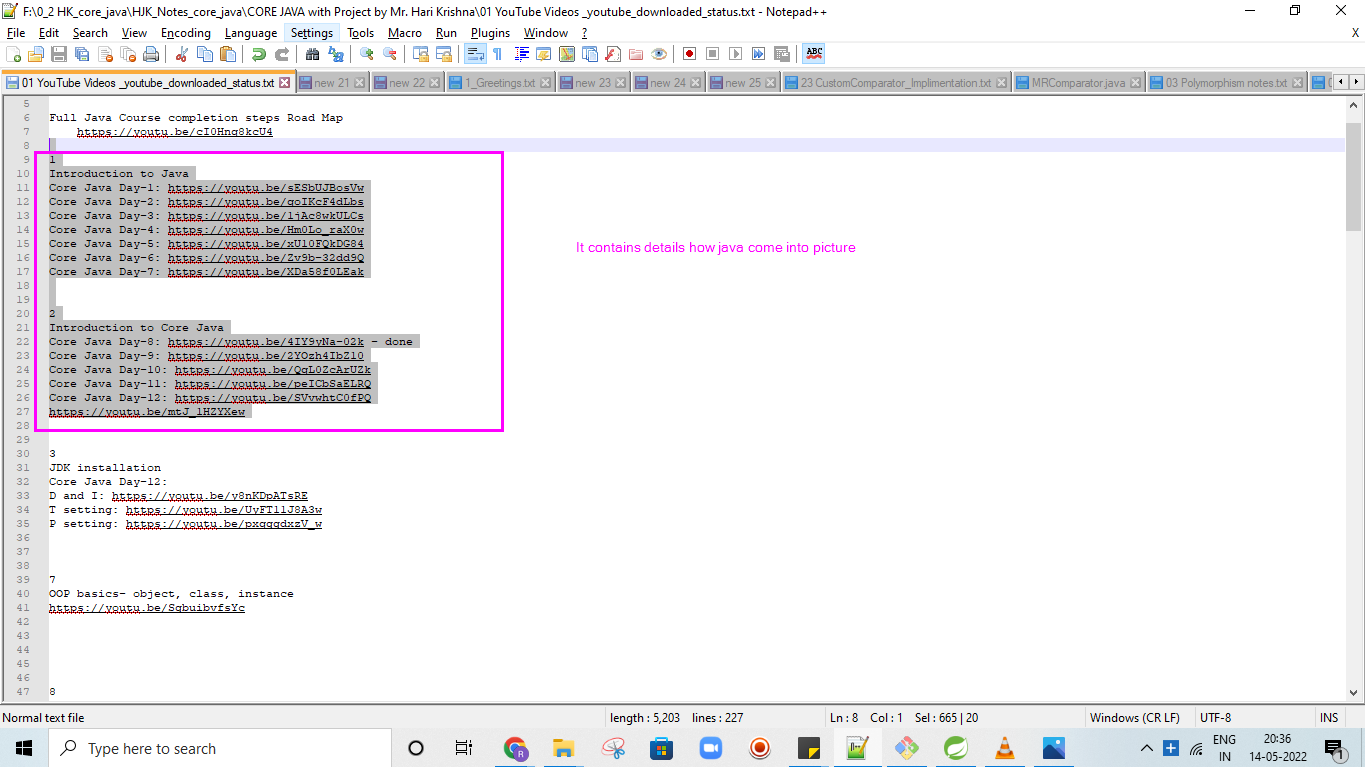 F:\0_2 HK_core_java\HJK_Notes_core_java\CORE JAVA with Project by Mr. Hari Krishna\01 YouTube Videos _youtube_downloaded_status.txt - Notepad++
File Edit Search View Encoding Language Settings Tools Macro Run Plugins Window ? X
ABC
01 YouTube Videos _youtube_downloaded_status.txt new 21 new 22 1_Greetings.txt new 23 new 24 new 25 23 CustomComparator_Implimentation.txt MRComparator.java 03 Polymorphism notes.txt
5
6 Full Java Course completion steps Road Map
7 https://youtu.be/cI0Hng8kcU4
8
9 1
10 Introduction to Java
11 Core Java Day-1: https://youtu.be/sESbUJBosVw
12 Core Java Day-2: https://youtu.be/qoIKcF4dLbs
13 Core Java Day-3: https://youtu.be/1jAc8wkULCs
14 Core Java Day-4: https://youtu.be/Hm0Lo_raX0w
15 Core Java Day-5: https://youtu.be/xU10FQkDG84
16 Core Java Day-6: https://youtu.be/Zv9b-32dd9Q
17 Core Java Day-7: https://youtu.be/XDa58f0LEak
18
19
20 2
21 Introduction to Core Java
22 Core Java Day-8: https://youtu.be/4IY9yNa-02k - done
23 Core Java Day-9: https://youtu.be/2YOzh4IbZl0
24 Core Java Day-10: https://youtu.be/QgL0ZcArUZk
25 Core Java Day-11: https://youtu.be/peICbSaELRQ
26 Core Java Day-12: https://youtu.be/SVvwhtC0fPQ
27 https://youtu.be/mtJ_1HZYXew
28
29
30 3
31 JDK installation
32 Core Java Day-12:
33 D and I: https://youtu.be/v8nKDpATsRE
34 T setting: https://youtu.be/UyFT11J8A3w
35 P setting: https://youtu.be/pxqgqdxzV_w
36
37
38
39 7
40 OOP basics- object, class, instance
41 https://youtu.be/SqbuibvfsYc
42
43
44
45
46
47 8
It contains details how java come into picture
Normal text file length : 5,203 lines : 227 Ln : 8 Col : 1 Sel : 665 | 20 Windows (CR LF) UTF-8 INS
Type here to search
R
ENG
IN
20:36
14-05-2022
1